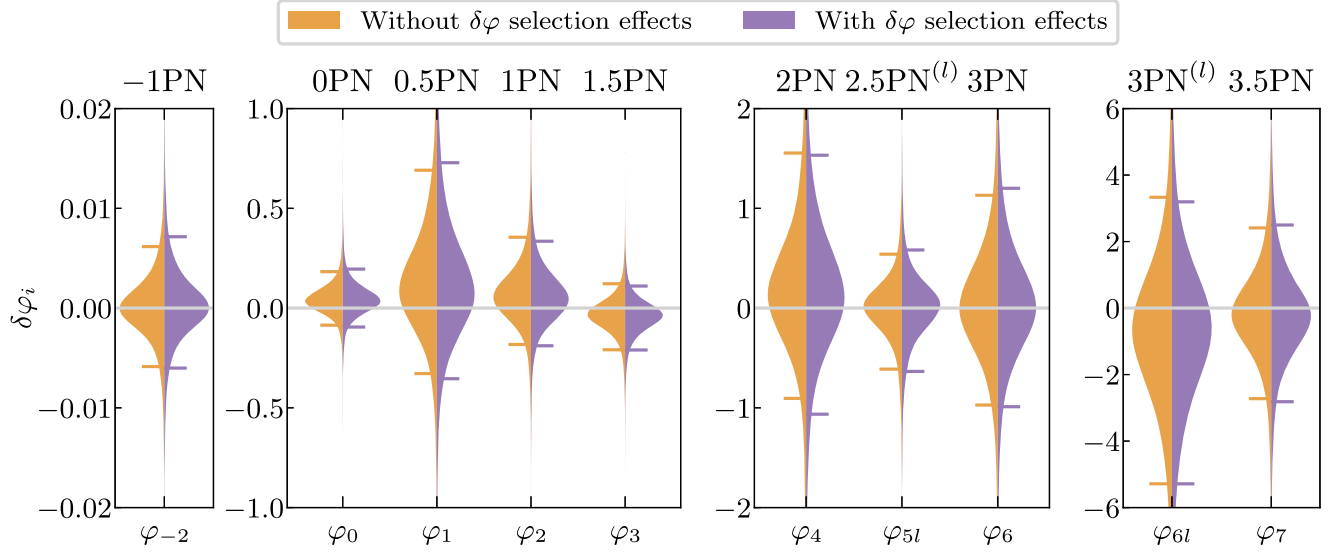 Without δφ selection effects With δφ selection effects
−1PN 0PN 0.5PN 1PN 1.5PN 2PN 2.5PN^(l) 3PN 3PN^(l) 3.5PN
0.02 1.0 2 6
4
0.01 0.5 1
2
δφ_i 0.00 0.0 0 0
−2
−0.01 −0.5 −1
−4
−0.02 −1.0 −2 −6
φ_−2 φ_0 φ_1 φ_2 φ_3 φ_4 φ_5l φ_6 φ_6l φ_7